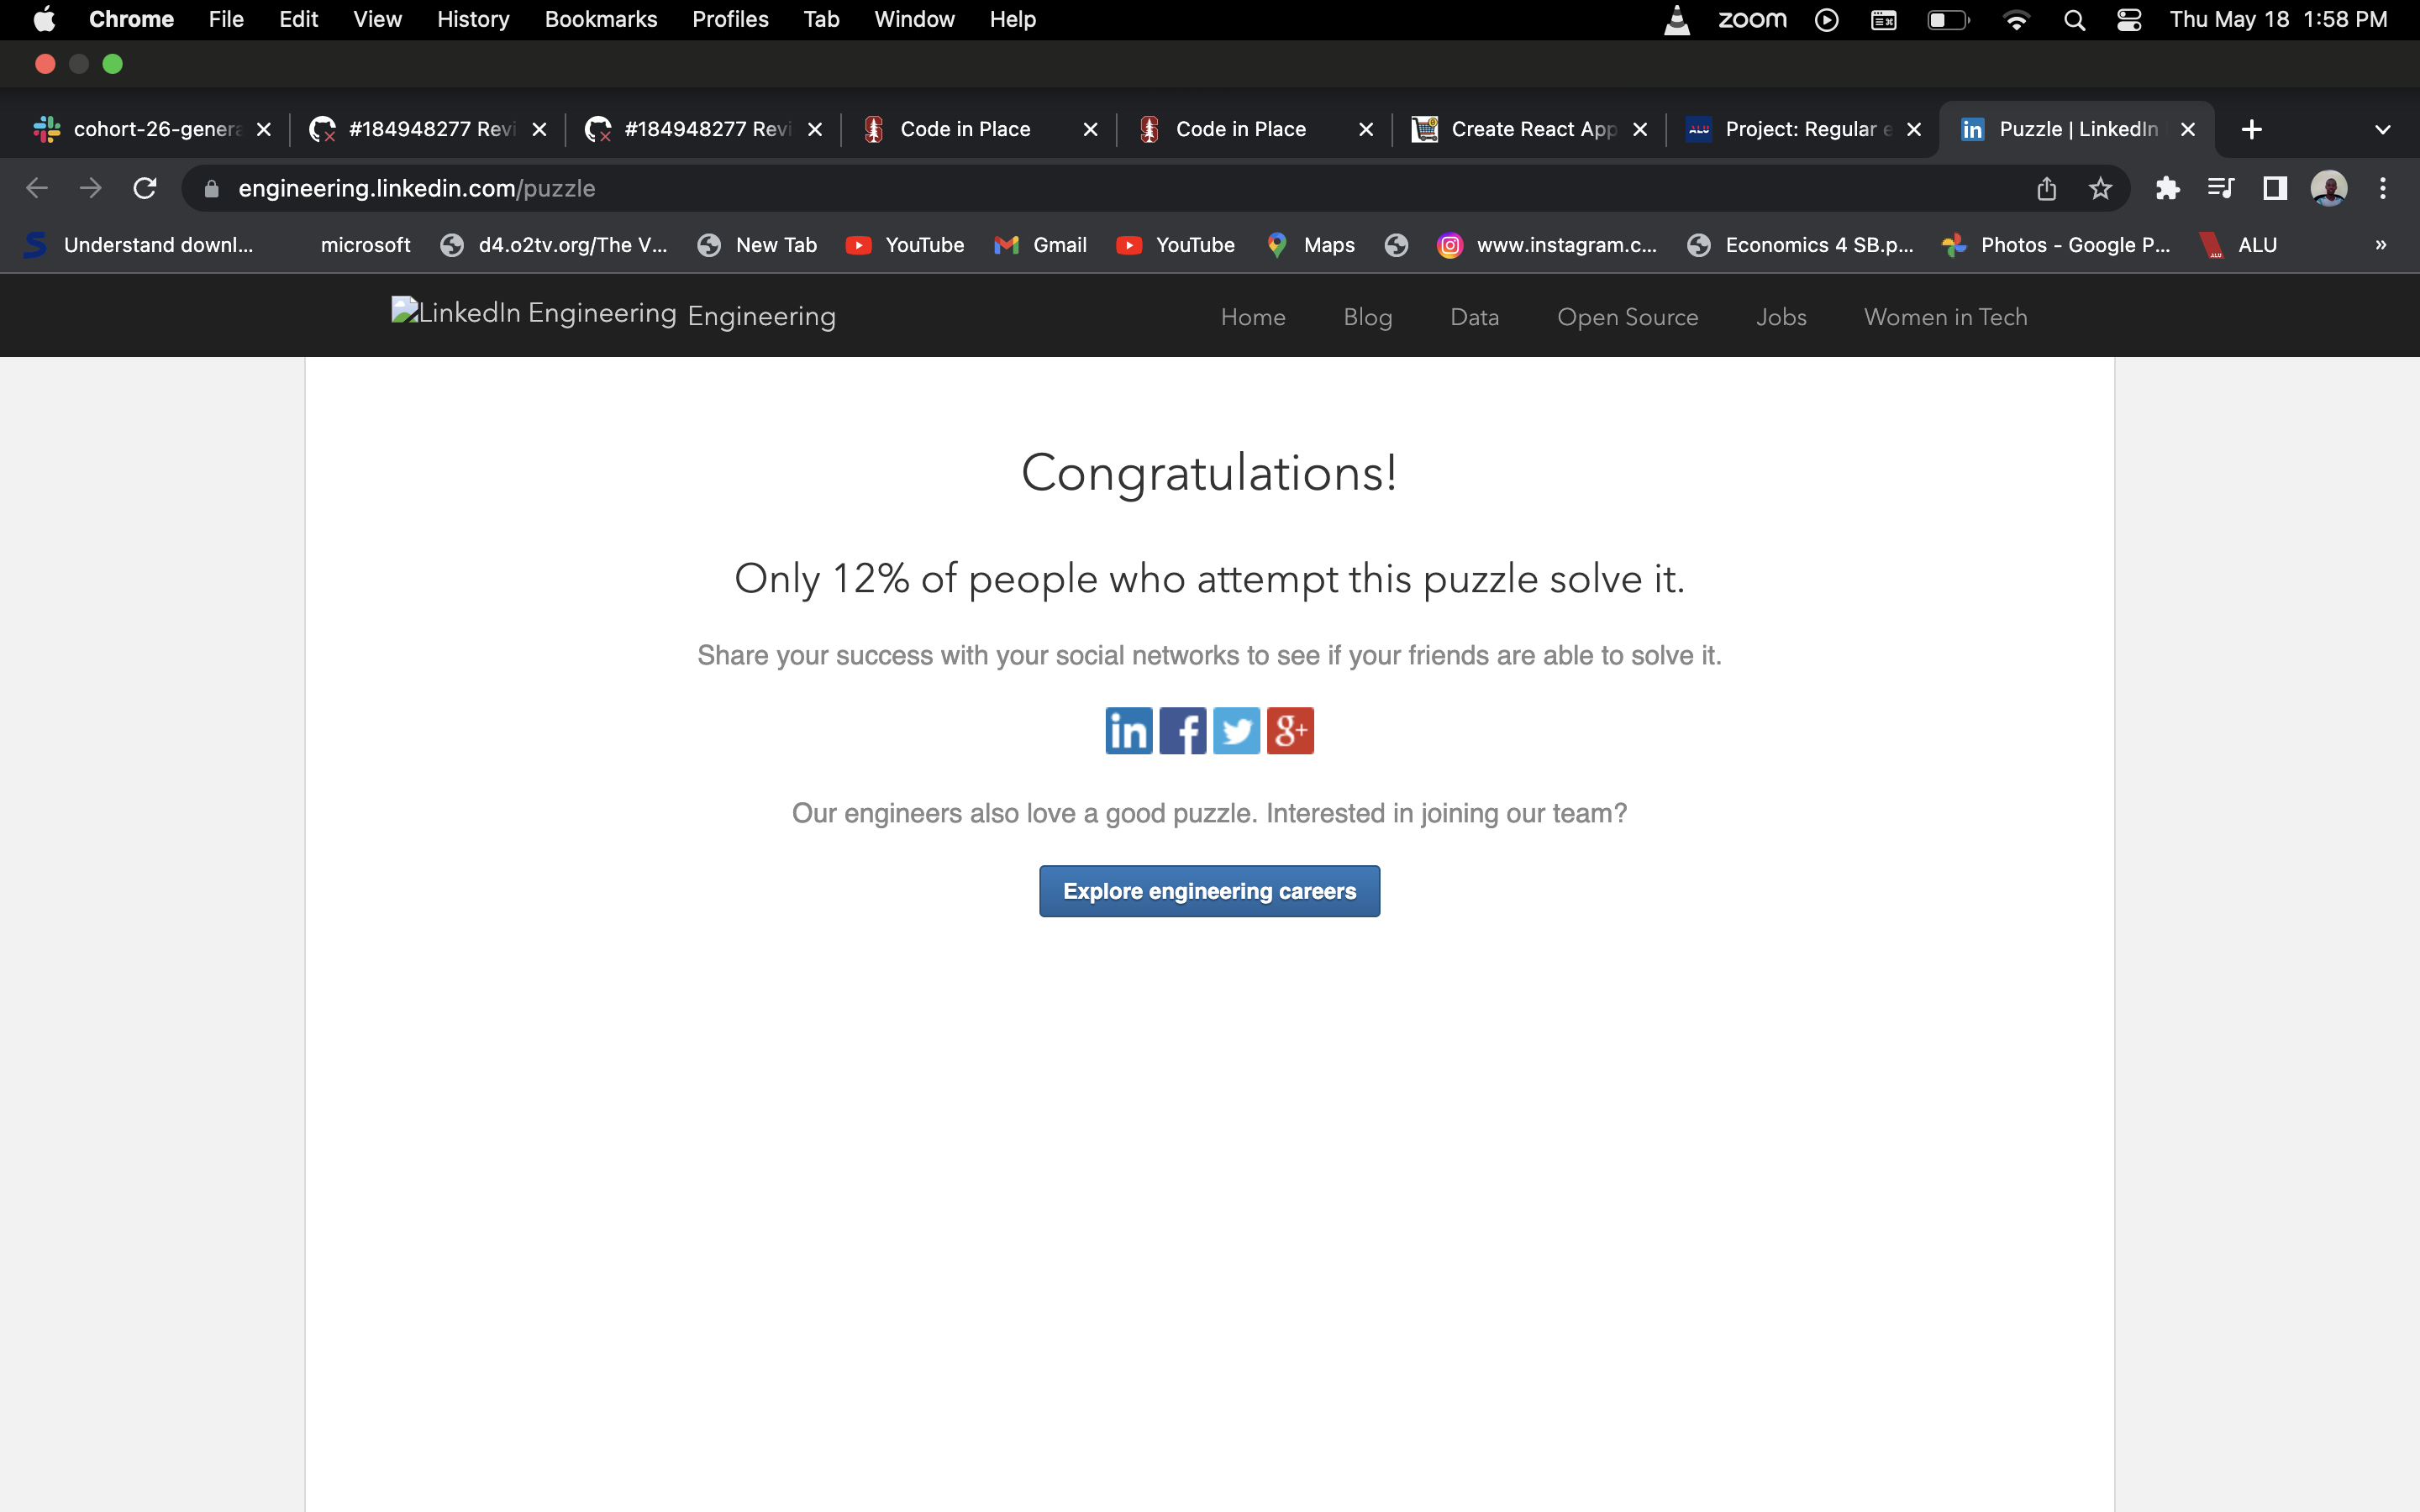 Chrome File Edit View History Bookmarks Profiles Tab Window Help zoom Thu May 18 1:58 PM
cohort-26-genera #184948277 Revi #184948277 Revi Code in Place Code in Place Create React App Project: Regular e Puzzle | LinkedIn
engineering.linkedin.com/puzzle
Understand downl... microsoft d4.o2tv.org/The V... New Tab YouTube Gmail YouTube Maps www.instagram.c... Economics 4 SB.p... Photos - Google P... ALU »
LinkedIn Engineering Engineering Home Blog Data Open Source Jobs Women in Tech
Congratulations!
Only 12% of people who attempt this puzzle solve it.
Share your success with your social networks to see if your friends are able to solve it.
in f g+
Our engineers also love a good puzzle. Interested in joining our team?
Explore engineering careers